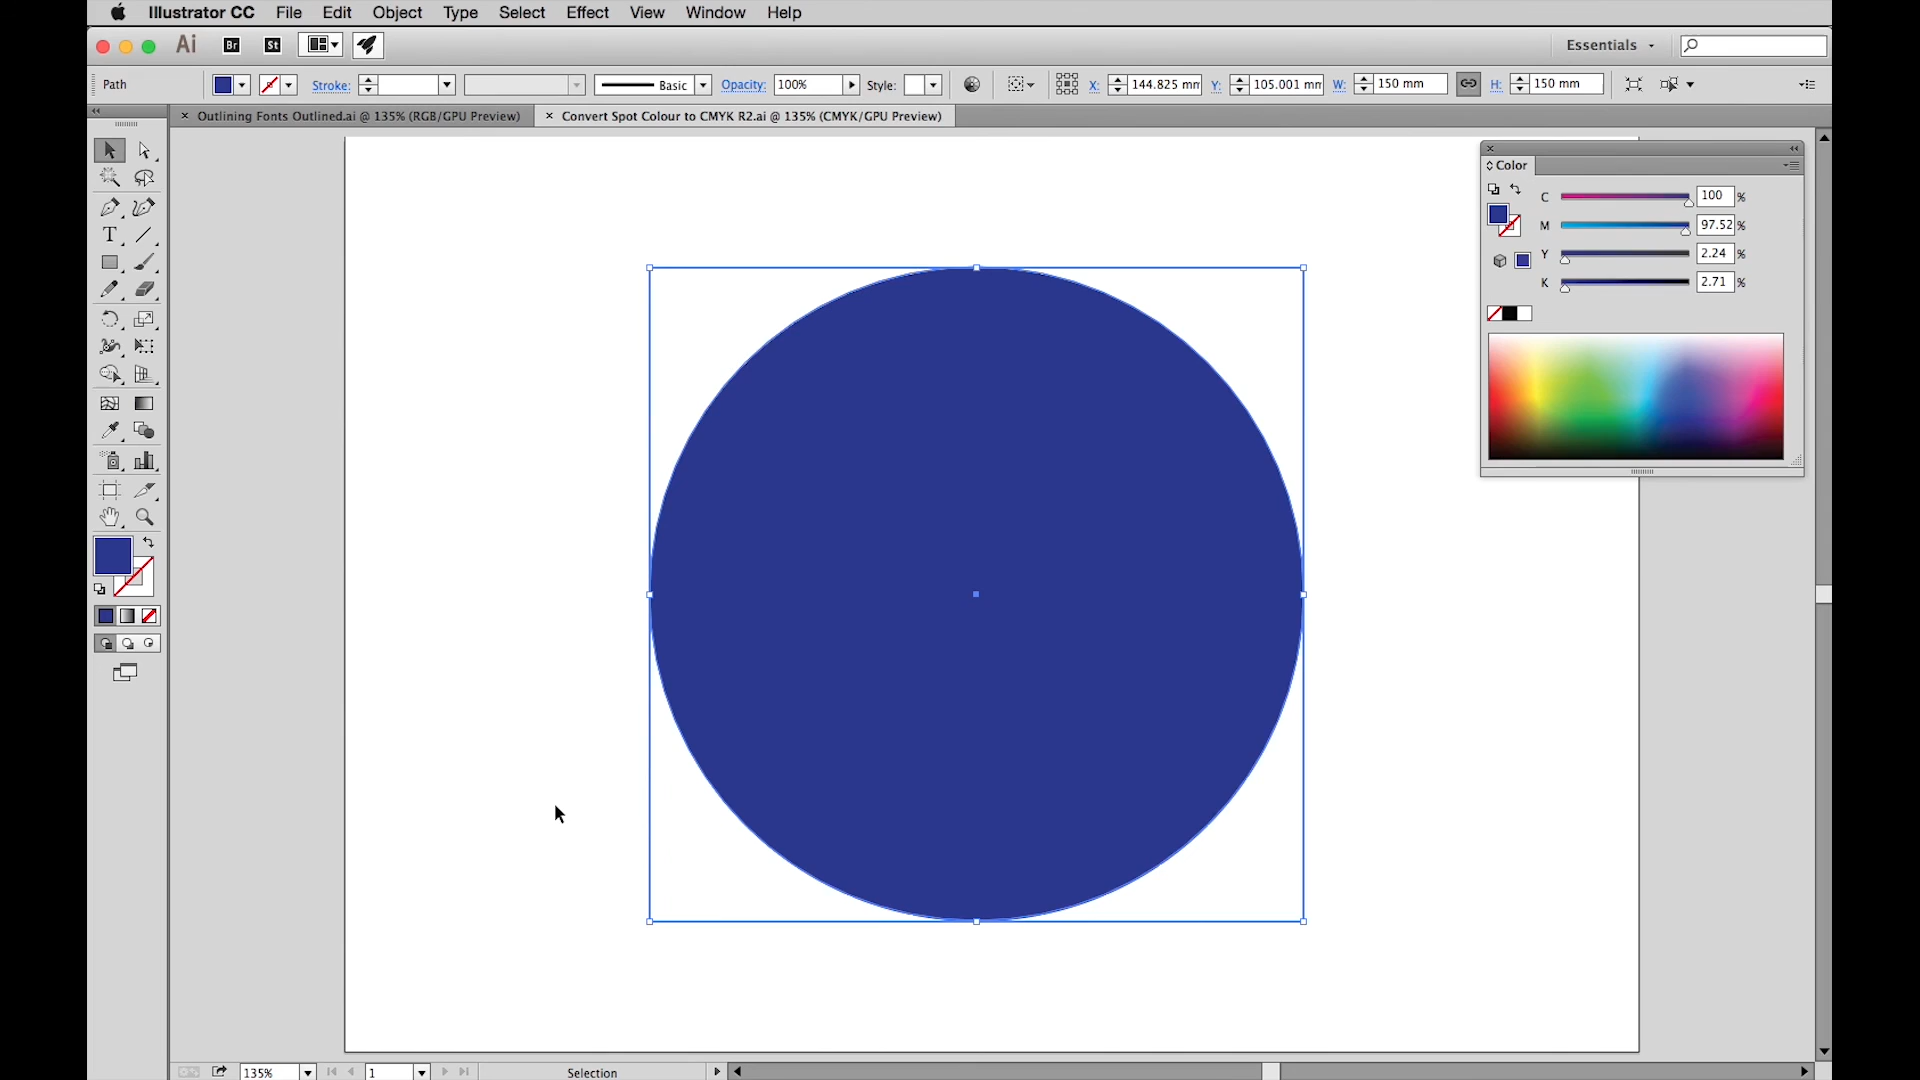 Illustrator CC File Edit Object Type Select Effect View Window Help
Ai Br St Essentials
Path Stroke: Basic Opacity: 100% Style: X: 144.825 mm Y: 105.001 mm W: 150 mm H: 150 mm
Outlining Fonts Outlined.ai @ 135% (RGB/GPU Preview) Convert Spot Colour to CMYK R2.ai @ 135% (CMYK/GPU Preview)
Color
C 100 %
M 97.52 %
Y 2.24 %
K 2.71 %
T
135% 1 Selection